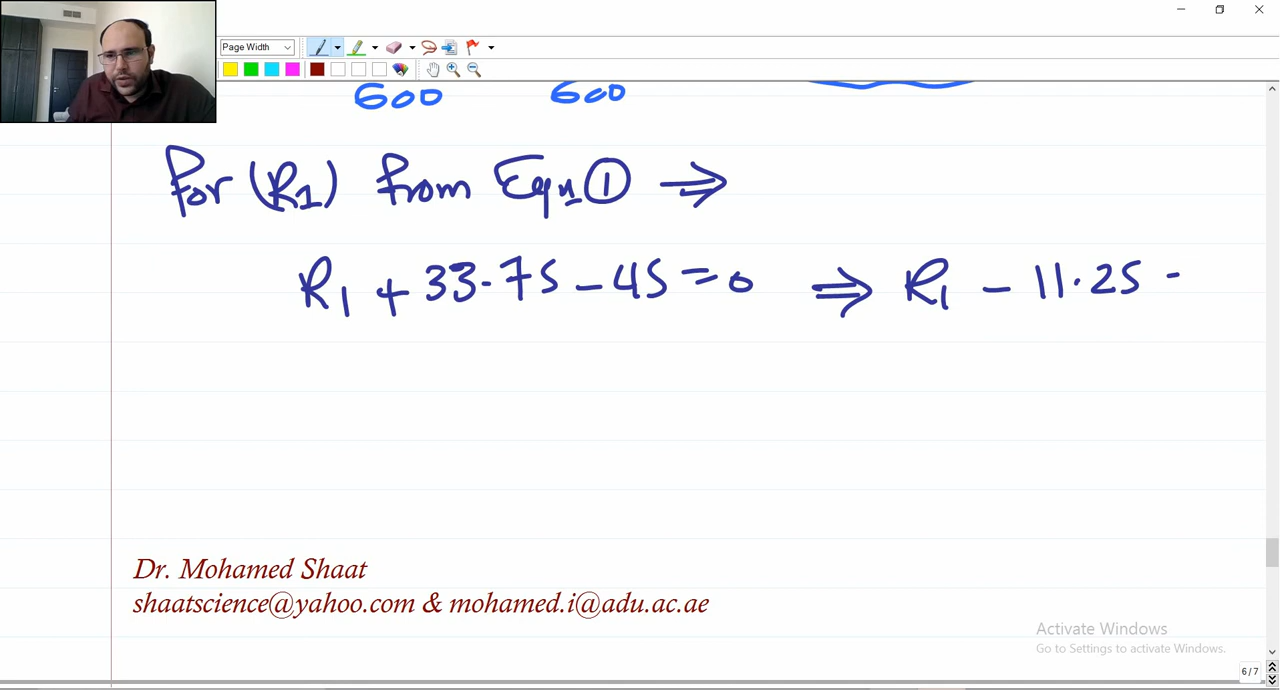 Page Width
600 600
For (R1) from Eqn ① ⇒
R1 + 33.75 - 45 = 0 ⇒ R1 - 11.25 -
Dr. Mohamed Shaat
shaatscience@yahoo.com & mohamed.i@adu.ac.ae
Activate Windows
Go to Settings to activate Windows.
6/7